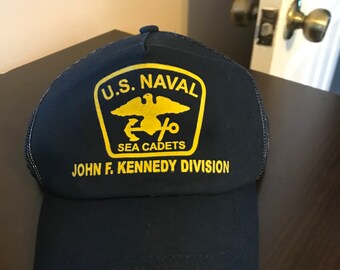 U.S. NAVAL
SEA CADETS
JOHN F. KENNEDY DIVISION